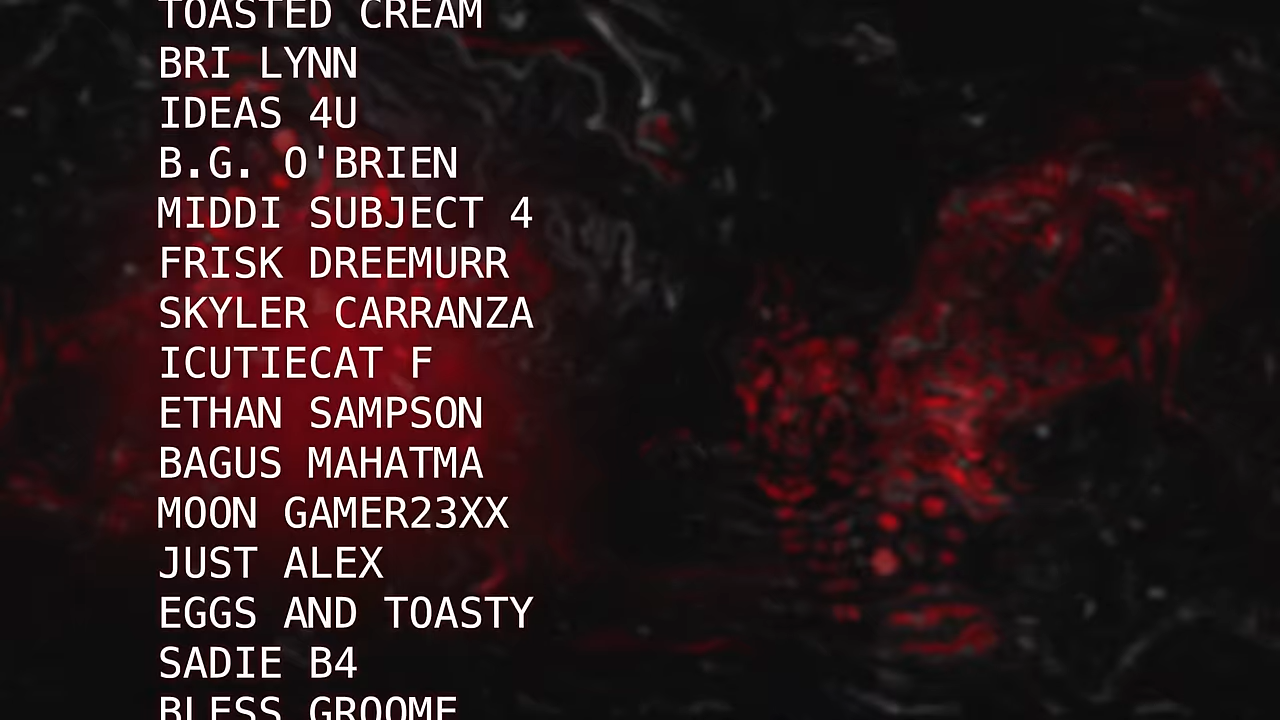 TOASTED CREAM
BRI LYNN
IDEAS 4U
B.G. O'BRIEN
MIDDI SUBJECT 4
FRISK DREEMURR
SKYLER CARRANZA
ICUTIECAT F
ETHAN SAMPSON
BAGUS MAHATMA
MOON GAMER23XX
JUST ALEX
EGGS AND TOASTY
SADIE B4
BLESS GROOME